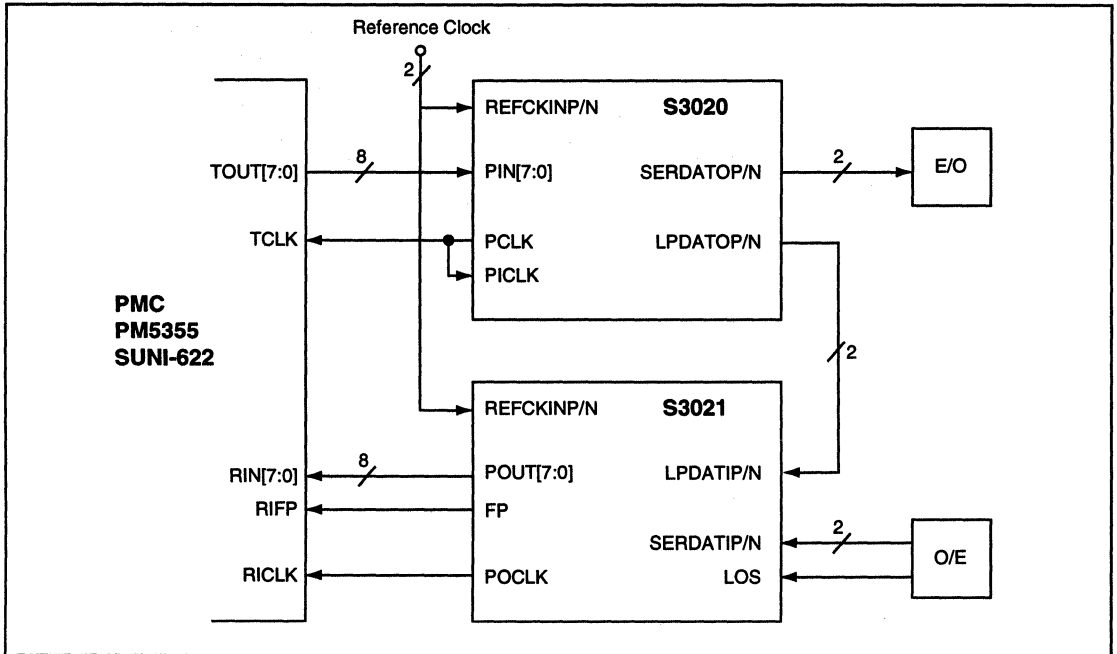 Reference Clock
2
REFCKINP/N
S3020
TOUT[7:0]
8
PIN[7:0]
SERDATOP/N
2
E/O
TCLK
PCLK
LPDATOP/N
PICLK
PMC
PM5355
SUNI-622
2
REFCKINP/N
S3021
RIN[7:0]
8
POUT[7:0]
LPDATIP/N
RIFP
FP
SERDATIP/N
2
O/E
RICLK
POCLK
LOS